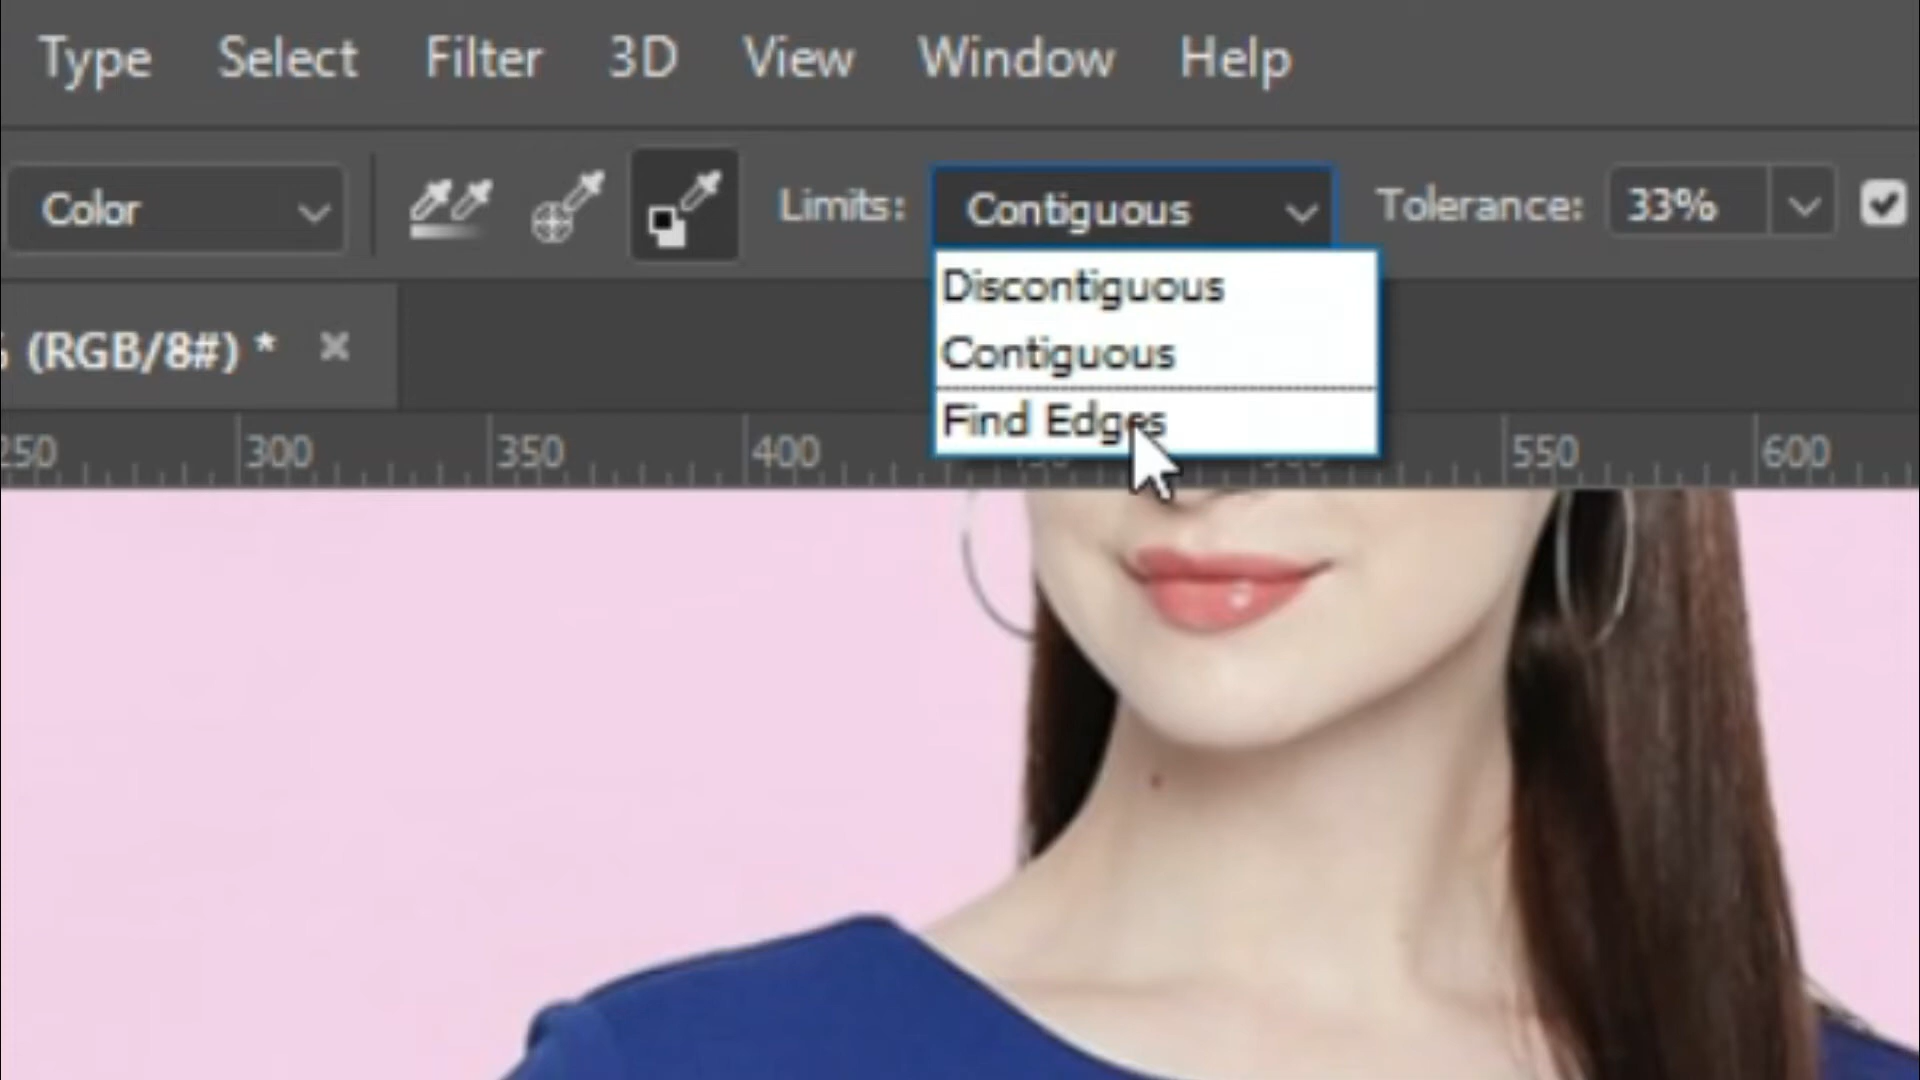 Type Select Filter 3D View Window Help
Color Limits: Contiguous Tolerance: 33%
Discontiguous
(RGB/8#) * ×
Contiguous
Find Edges
250 300 350 400 550 600